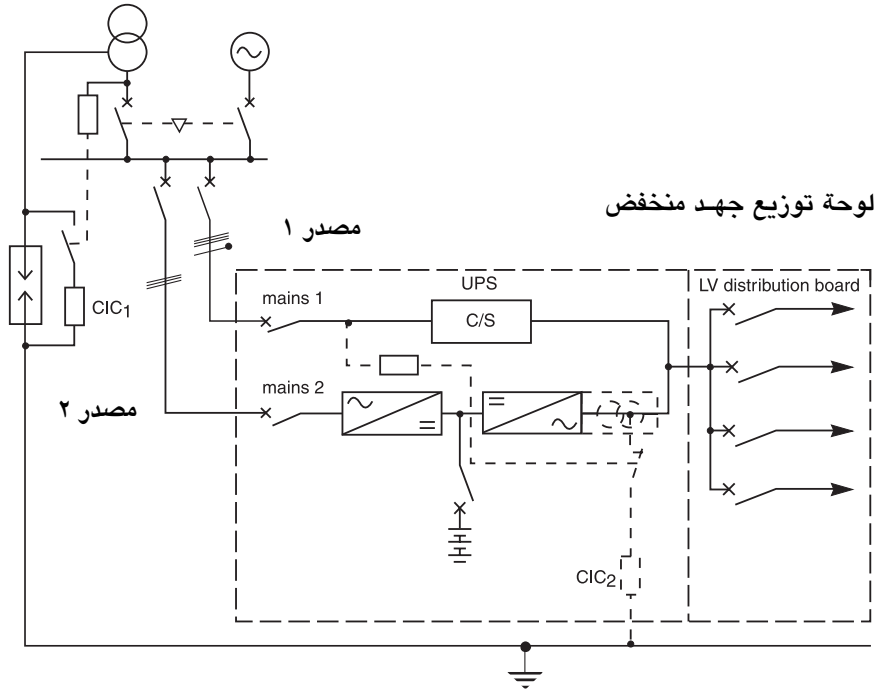 لوحة توزيع جهد منخفض
مصدر ١
UPS
LV distribution board
mains 1
C/S
CIC1
mains 2
مصدر ٢
CIC2